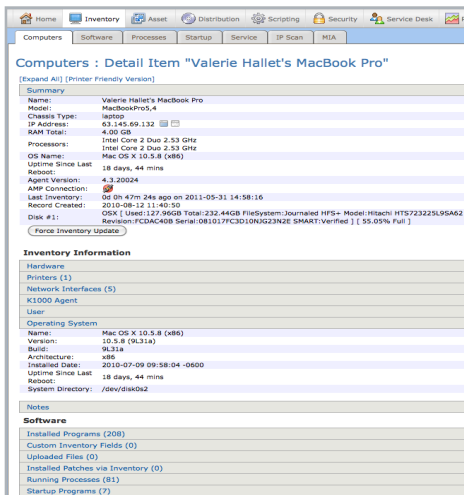 Home Inventory Asset Distribution Scripting Security Service Desk
Computers Software Processes Startup Service IP Scan MIA
Computers : Detail Item "Valerie Hallet's MacBook Pro"
[Expand All] [Printer Friendly Version]
Summary
Name: Valerie Hallet's MacBook Pro
Model: MacBookPro5,4
Chassis Type: laptop
IP Address: 63.145.69.132
RAM Total: 4.00 GB
Processors: Intel Core 2 Duo 2.53 GHz
Intel Core 2 Duo 2.53 GHz
OS Name: Mac OS X 10.5.8 (x86)
Uptime Since Last Reboot: 18 days, 44 mins
Agent Version: 4.3.20024
AMP Connection:
Last Inventory: 0d 0h 47m 24s ago on 2011-05-31 14:58:16
Record Created: 2010-08-12 11:40:50
Disk #1: OSX [ Used:127.96GB Total:232.44GB FileSystem:Journaled HFS+ Model:Hitachi HTS723225L9SA62
Revision:FCDAC40B Serial:081017FC3D10NJG23N2E SMART:Verified ] [ 55.05% Full ]
Force Inventory Update
Inventory Information
Hardware
Printers (1)
Network Interfaces (5)
K1000 Agent
User
Operating System
Name: Mac OS X 10.5.8 (x86)
Version: 10.5.8 (9L31a)
Build: 9L31a
Architecture: x86
Installed Date: 2010-07-09 09:58:04 -0600
Uptime Since Last Reboot: 18 days, 44 mins
System Directory: /dev/disk0s2
Notes
Software
Installed Programs (208)
Custom Inventory Fields (0)
Uploaded Files (0)
Installed Patches via Inventory (0)
Running Processes (81)
Startup Programs (7)